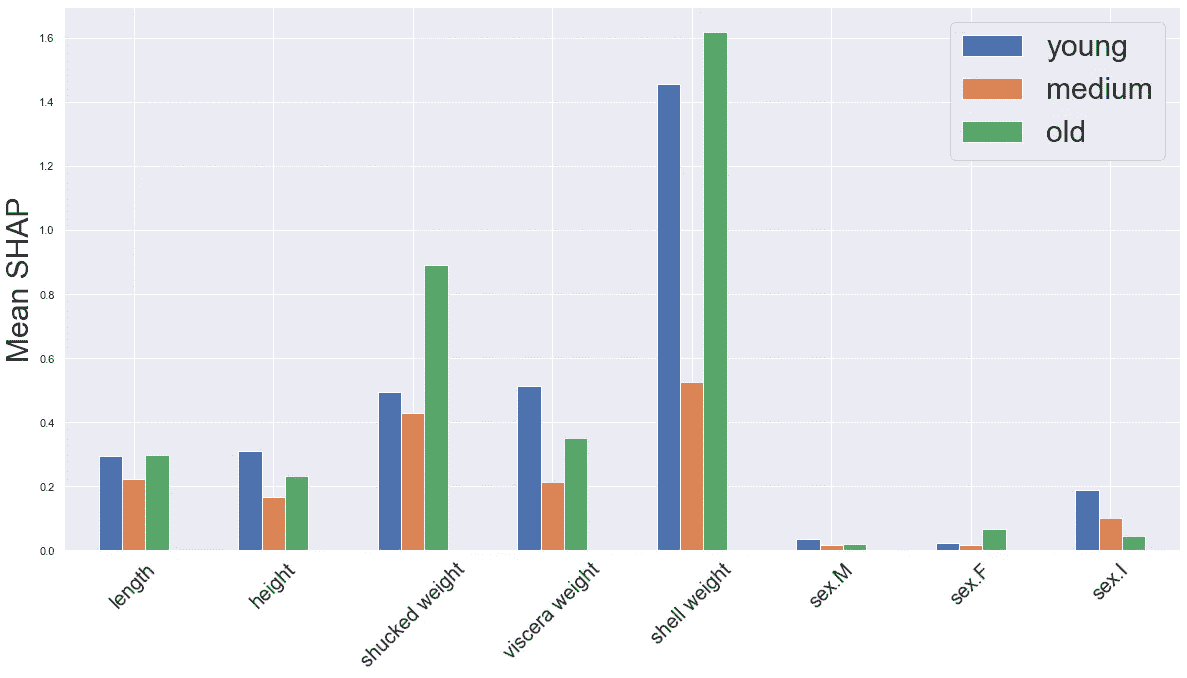 Mean SHAP
1.6
1.4
1.2
1.0
0.8
0.6
0.4
0.2
0.0
young
medium
old
length
height
shucked weight
viscera weight
shell weight
sex.M
sex.F
sex.I